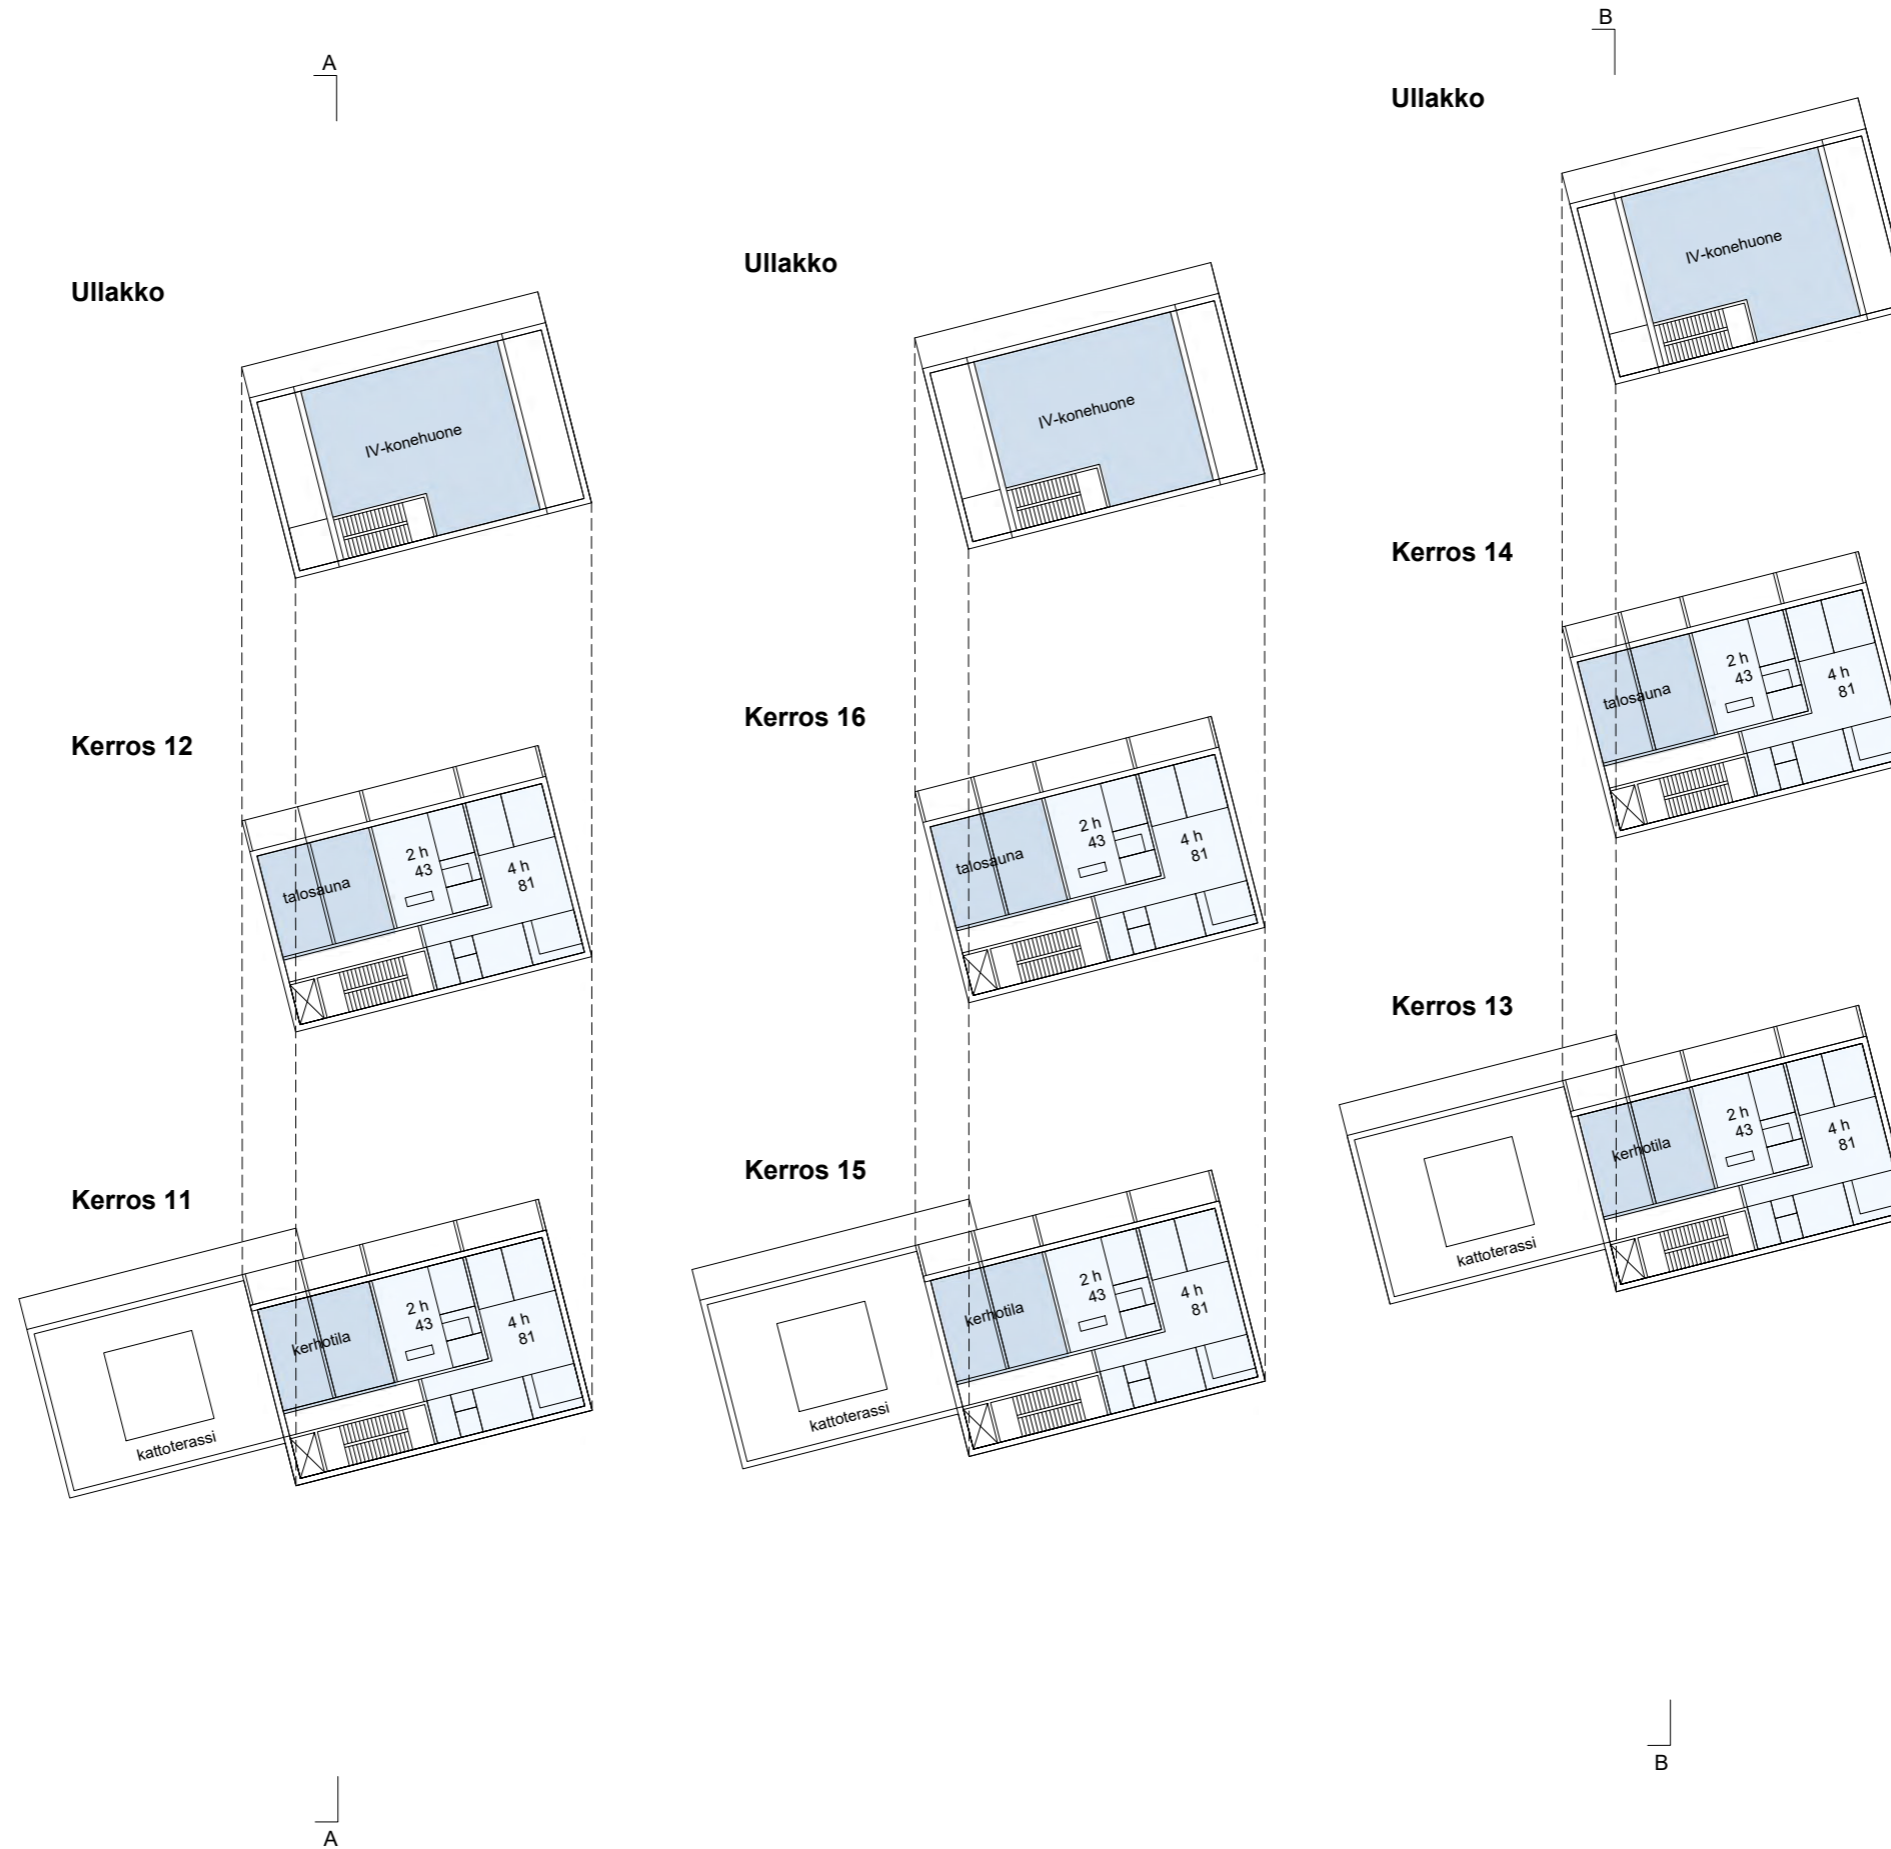 A
Ullakko
IV-konehuone
Kerros 12
talosauna
2 h
43
4 h
81
Kerros 11
kerhotila
2 h
43
4 h
81
kattoterassi
A
Ullakko
IV-konehuone
Kerros 16
talosauna
2 h
43
4 h
81
Kerros 15
kerhotila
2 h
43
4 h
81
kattoterassi
B
Ullakko
IV-konehuone
Kerros 14
talosauna
2 h
43
4 h
81
Kerros 13
kerhotila
2 h
43
4 h
81
kattoterassi
B